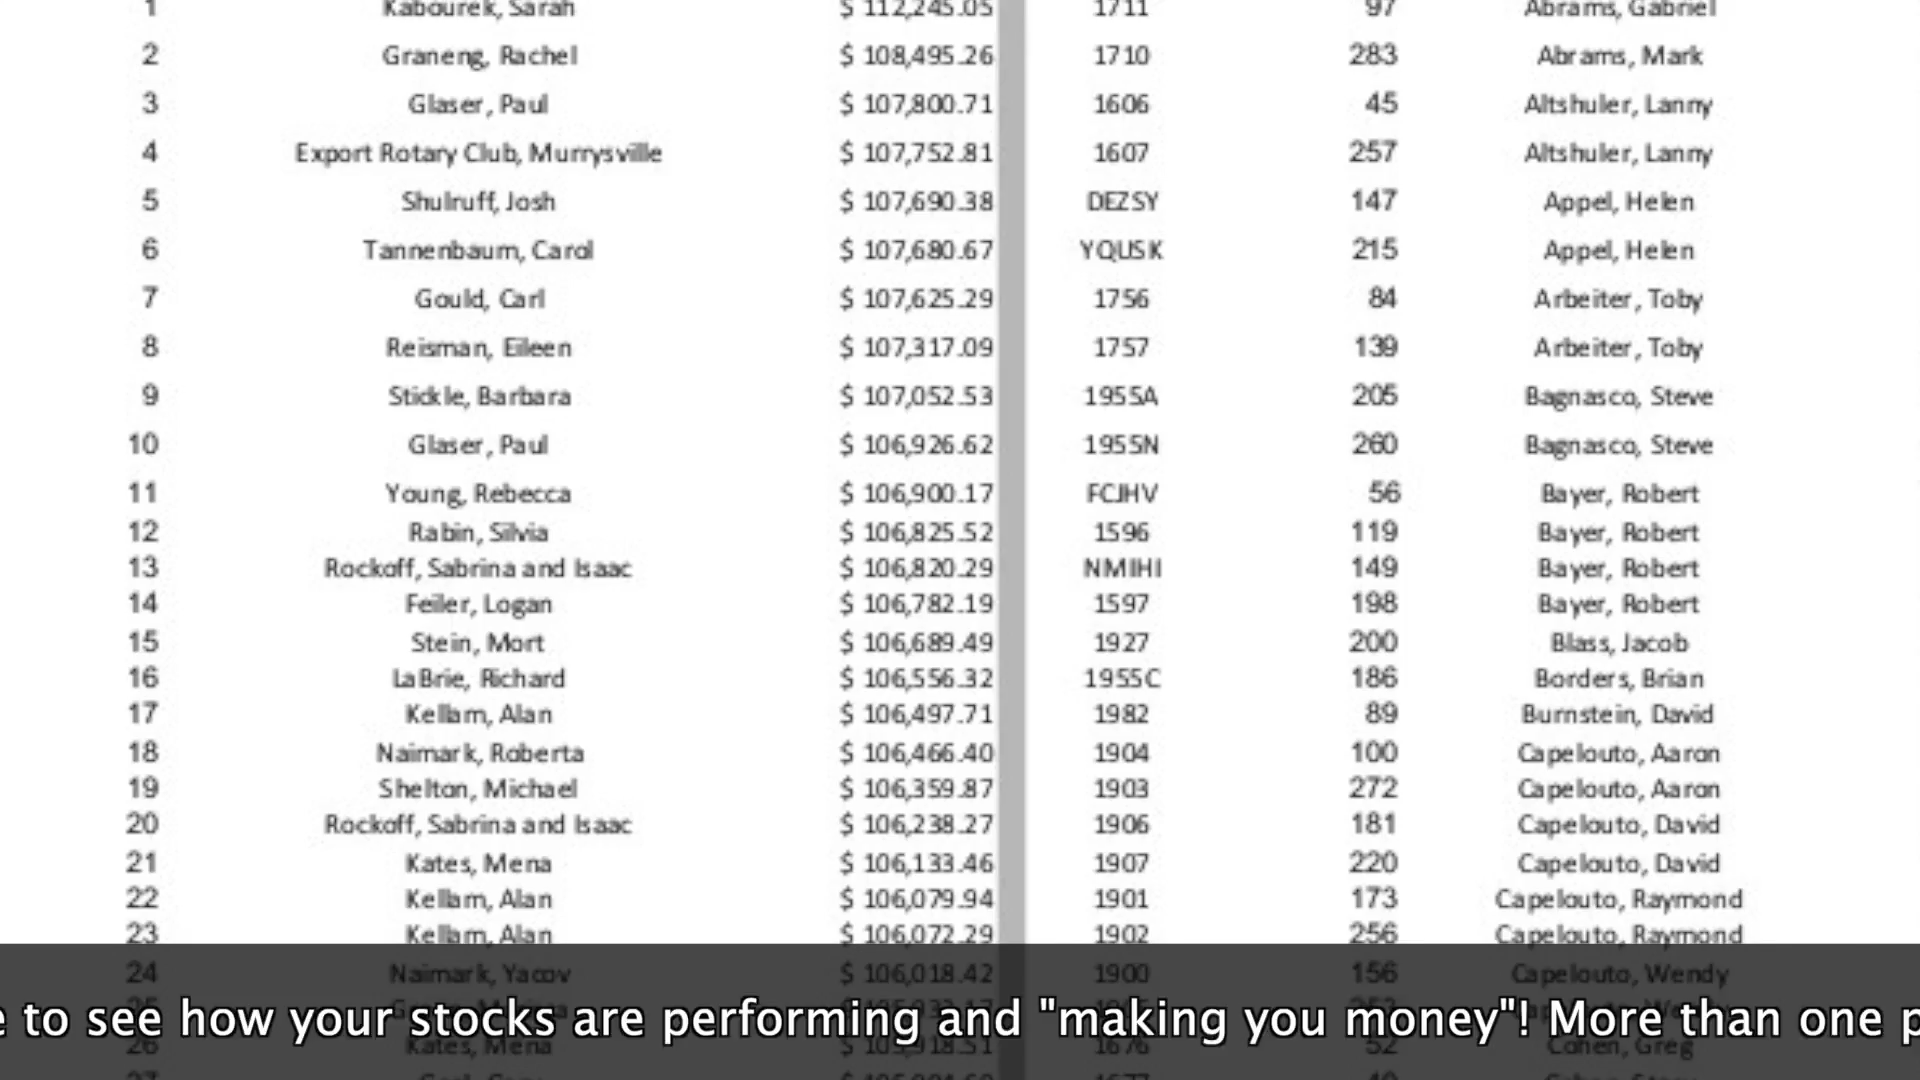 1 Kabourek, Sarah $ 112,245.05 1711 97 Abrams, Gabriel
2 Graneng, Rachel $ 108,495.26 1710 283 Abrams, Mark
3 Glaser, Paul $ 107,800.71 1606 45 Altshuler, Lanny
4 Export Rotary Club, Murrysville $ 107,752.81 1607 257 Altshuler, Lanny
5 Shulruff, Josh $ 107,690.38 DEZSY 147 Appel, Helen
6 Tannenbaum, Carol $ 107,680.67 YQUSK 215 Appel, Helen
7 Gould, Carl $ 107,625.29 1756 84 Arbeiter, Toby
8 Reisman, Eileen $ 107,317.09 1757 139 Arbeiter, Toby
9 Stickle, Barbara $ 107,052.53 1955A 205 Bagnasco, Steve
10 Glaser, Paul $ 106,926.62 1955N 260 Bagnasco, Steve
11 Young, Rebecca $ 106,900.17 FCJHV 56 Bayer, Robert
12 Rabin, Silvia $ 106,825.52 1596 119 Bayer, Robert
13 Rockoff, Sabrina and Isaac $ 106,820.29 NMIHI 149 Bayer, Robert
14 Feiler, Logan $ 106,782.19 1597 198 Bayer, Robert
15 Stein, Mort $ 106,689.49 1927 200 Blass, Jacob
16 LaBrie, Richard $ 106,556.32 1955C 186 Borders, Brian
17 Kellam, Alan $ 106,497.71 1982 89 Burnstein, David
18 Naimark, Roberta $ 106,466.40 1904 100 Capelouto, Aaron
19 Shelton, Michael $ 106,359.87 1903 272 Capelouto, Aaron
20 Rockoff, Sabrina and Isaac $ 106,238.27 1906 181 Capelouto, David
21 Kates, Mena $ 106,133.46 1907 220 Capelouto, David
22 Kellam, Alan $ 106,079.94 1901 173 Capelouto, Raymond
23 Kellam, Alan $ 106,072.29 1902 256 Capelouto, Raymond
24 Naimark, Yacov $ 106,018.42 1900 156 Capelouto, Wendy
to see how your stocks are performing and "making you money"! More than one
26 Kates, Mena $ 105,918.51 1676 52 Cohen, Greg